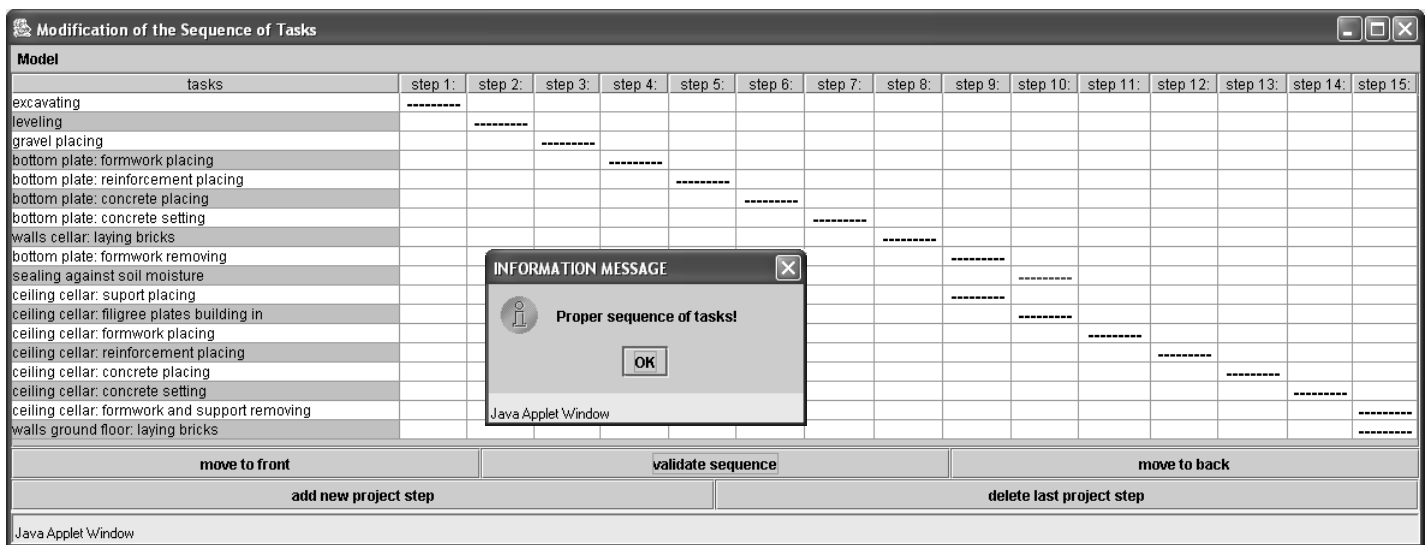 Modification of the Sequence of Tasks
Model
tasks step 1: step 2: step 3: step 4: step 5: step 6: step 7: step 8: step 9: step 10: step 11: step 12: step 13: step 14: step 15:
excavating ---------
leveling ---------
gravel placing ---------
bottom plate: formwork placing ---------
bottom plate: reinforcement placing ---------
bottom plate: concrete placing ---------
bottom plate: concrete setting ---------
walls cellar: laying bricks ---------
bottom plate: formwork removing ---------
sealing against soil moisture ---------
ceiling cellar: suport placing ---------
ceiling cellar: filigree plates building in ---------
ceiling cellar: formwork placing ---------
ceiling cellar: reinforcement placing ---------
ceiling cellar: concrete placing ---------
ceiling cellar: concrete setting ---------
ceiling cellar: formwork and support removing ---------
walls ground floor: laying bricks ---------
INFORMATION MESSAGE
Proper sequence of tasks!
OK
Java Applet Window
move to front validate sequence move to back
add new project step delete last project step
Java Applet Window